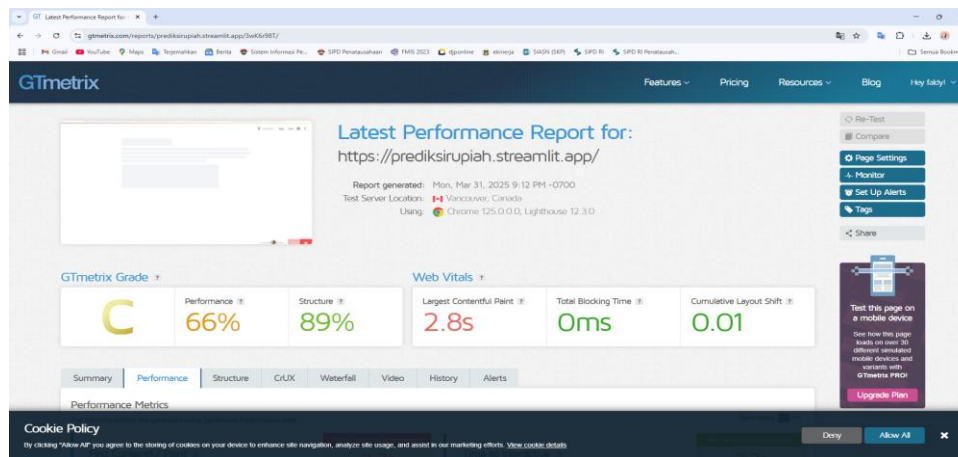 GT Latest Performance Report for
gtmetrix.com/reports/prediksirupiah.streamlit.app/3wK6r98T/
Gmail YouTube Maps Terjemahkan Berita Sistem Informasi Pe... SIPD Penatausahaan FMIS 2023 djponline ekinerja SIASN (SKP) SIPD RI SIPD RI Penatausah... Semua Bookm
GTmetrix Features Pricing Resources Blog Hey faldy!
Latest Performance Report for:
https://prediksirupiah.streamlit.app/
Report generated: Mon, Mar 31, 2025 9:12 PM -0700
Test Server Location: Vancouver, Canada
Using: Chrome 125.0.0.0, Lighthouse 12.3.0
Re-Test
Compare
Page Settings
Monitor
Set Up Alerts
Tags
Share
GTmetrix Grade ? Web Vitals ?
Performance ? Structure ? Largest Contentful Paint ? Total Blocking Time ? Cumulative Layout Shift ?
C 66% 89% 2.8s 0ms 0.01
Test this page on
a mobile device
See how this page
loads on over 30
different simulated
mobile devices and
variants with
GTmetrix PRO!
Upgrade Plan
Summary Performance Structure CrUX Waterfall Video History Alerts
Performance Metrics
Cookie Policy
By clicking "Allow All" you agree to the storing of cookies on your device to enhance site navigation, analyze site usage, and assist in our marketing efforts. View cookie details
Deny Allow All